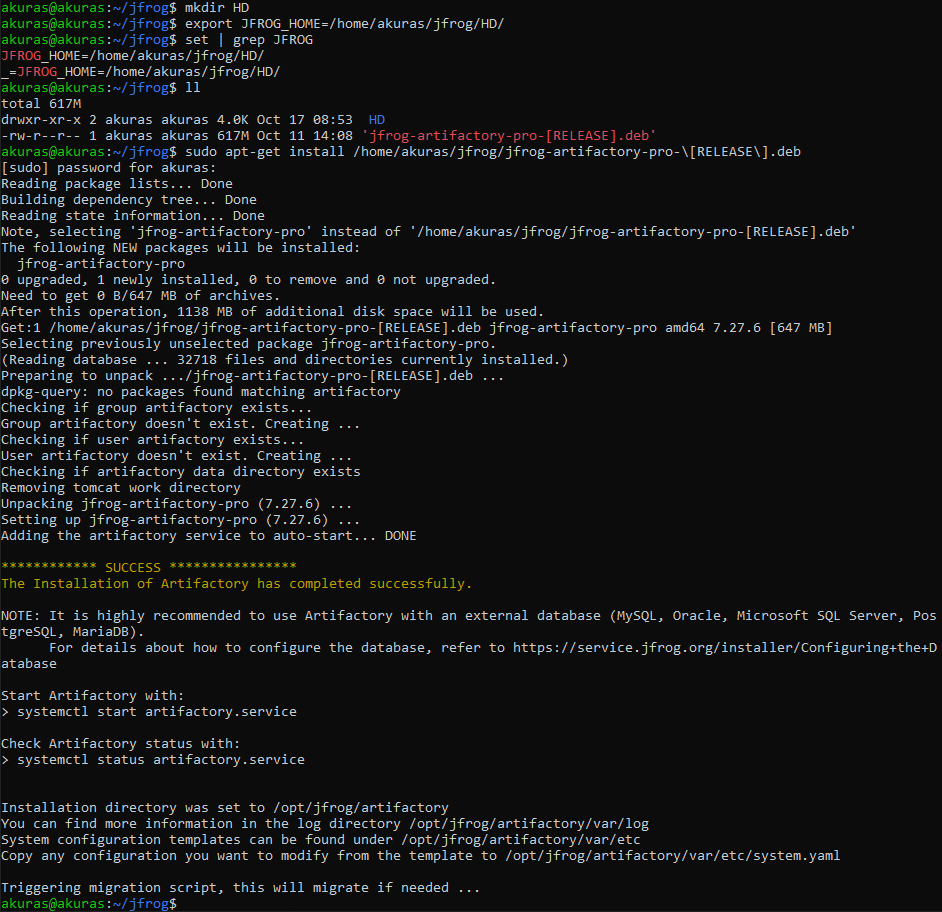 akuras@akuras:~/jfrog$ mkdir HD
akuras@akuras:~/jfrog$ export JFROG_HOME=/home/akuras/jfrog/HD/
akuras@akuras:~/jfrog$ set | grep JFROG
JFROG_HOME=/home/akuras/jfrog/HD/
_=JFROG_HOME=/home/akuras/jfrog/HD/
akuras@akuras:~/jfrog$ ll
total 617M
drwxr-xr-x 2 akuras akuras 4.0K Oct 17 08:53  HD
-rw-r--r-- 1 akuras akuras 617M Oct 11 14:08 'jfrog-artifactory-pro-[RELEASE].deb'
akuras@akuras:~/jfrog$ sudo apt-get install /home/akuras/jfrog/jfrog-artifactory-pro-\[RELEASE\].deb
[sudo] password for akuras:
Reading package lists... Done
Building dependency tree... Done
Reading state information... Done
Note, selecting 'jfrog-artifactory-pro' instead of '/home/akuras/jfrog/jfrog-artifactory-pro-[RELEASE].deb'
The following NEW packages will be installed:
  jfrog-artifactory-pro
0 upgraded, 1 newly installed, 0 to remove and 0 not upgraded.
Need to get 0 B/647 MB of archives.
After this operation, 1138 MB of additional disk space will be used.
Get:1 /home/akuras/jfrog/jfrog-artifactory-pro-[RELEASE].deb jfrog-artifactory-pro amd64 7.27.6 [647 MB]
Selecting previously unselected package jfrog-artifactory-pro.
(Reading database ... 32718 files and directories currently installed.)
Preparing to unpack .../jfrog-artifactory-pro-[RELEASE].deb ...
dpkg-query: no packages found matching artifactory
Checking if group artifactory exists...
Group artifactory doesn't exist. Creating ...
Checking if user artifactory exists...
User artifactory doesn't exist. Creating ...
Checking if artifactory data directory exists
Removing tomcat work directory
Unpacking jfrog-artifactory-pro (7.27.6) ...
Setting up jfrog-artifactory-pro (7.27.6) ...
Adding the artifactory service to auto-start... DONE

************ SUCCESS ****************
The Installation of Artifactory has completed successfully.

NOTE: It is highly recommended to use Artifactory with an external database (MySQL, Oracle, Microsoft SQL Server, Pos
tgreSQL, MariaDB).
      For details about how to configure the database, refer to https://service.jfrog.org/installer/Configuring+the+D
atabase

Start Artifactory with:
> systemctl start artifactory.service

Check Artifactory status with:
> systemctl status artifactory.service


Installation directory was set to /opt/jfrog/artifactory
You can find more information in the log directory /opt/jfrog/artifactory/var/log
System configuration templates can be found under /opt/jfrog/artifactory/var/etc
Copy any configuration you want to modify from the template to /opt/jfrog/artifactory/var/etc/system.yaml

Triggering migration script, this will migrate if needed ...
akuras@akuras:~/jfrog$